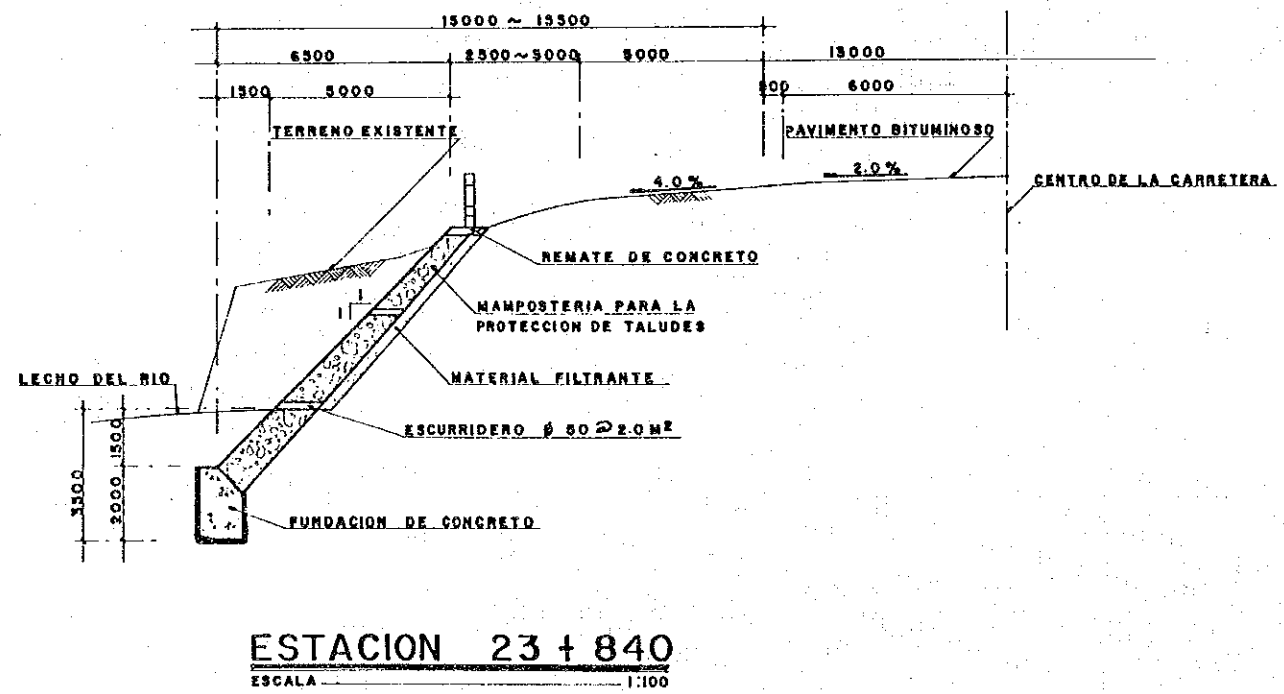 15000 ~ 15500
6500 2500~5000 5000 13000
1500 5000 500 6000
TERRENO EXISTENTE
PAVIMENTO BITUMINOSO
4.0 %
2.0 %
CENTRO DE LA CARRETERA
REMATE DE CONCRETO
1
1
MAMPOSTERIA PARA LA
PROTECCION DE TALUDES
LECHO DEL RIO
MATERIAL FILTRANTE
ESCURRIDERO ∮ 50 @ 2.0 M²
3500
2000 1500
FUNDACION DE CONCRETO
ESTACION 23 + 840
ESCALA 1:100